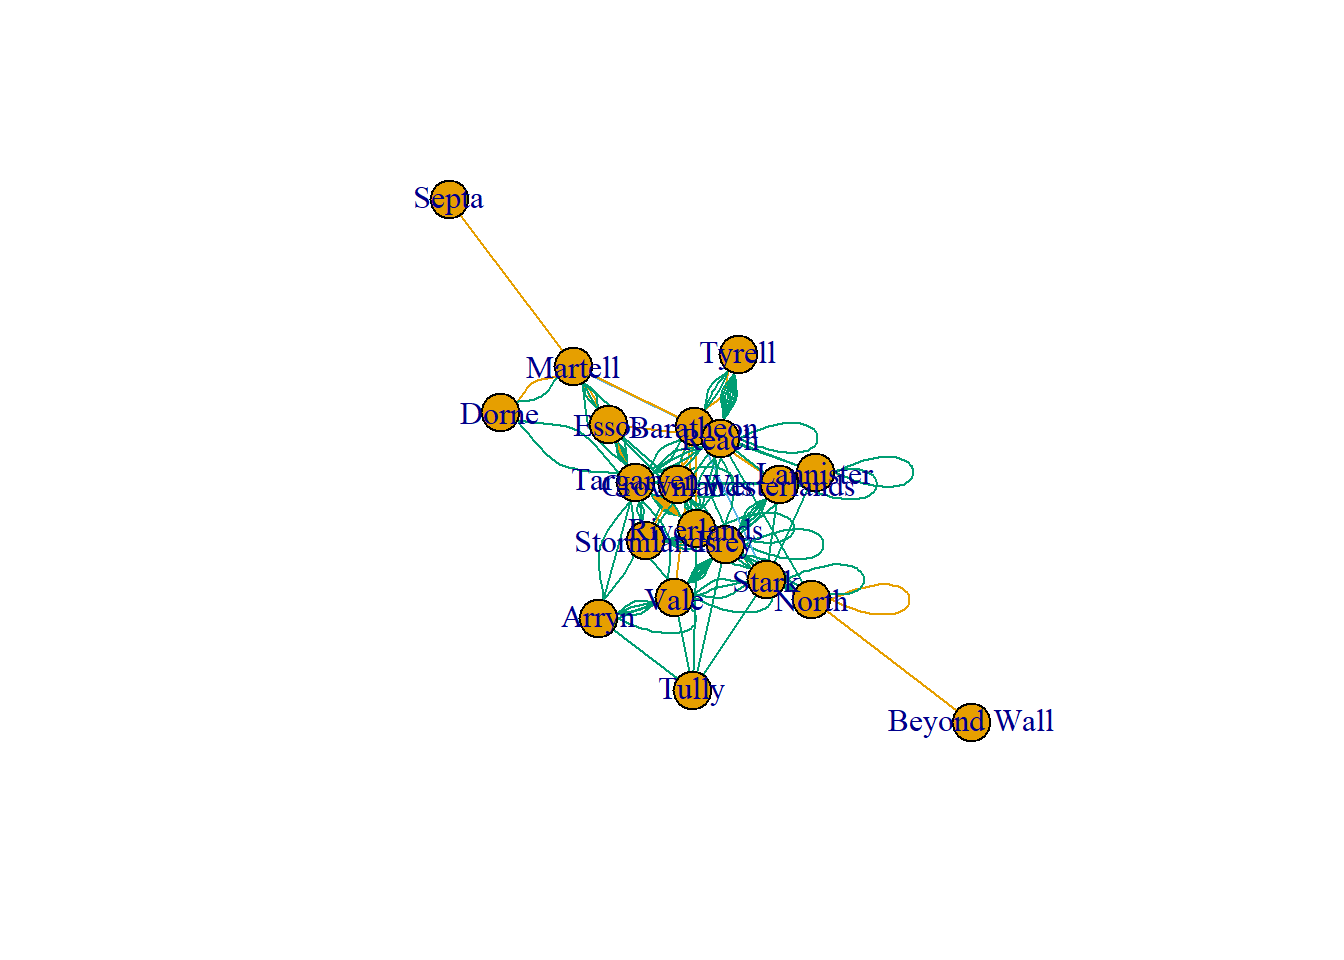 Septa
Tyrell
Martell
Dorne
Essos
Baratheon
Reach
Lannister
Targaryen
Crownlands
Westerlands
Riverlands
Stormlands
Frey
Stark
Vale
North
Arryn
Tully
Beyond Wall